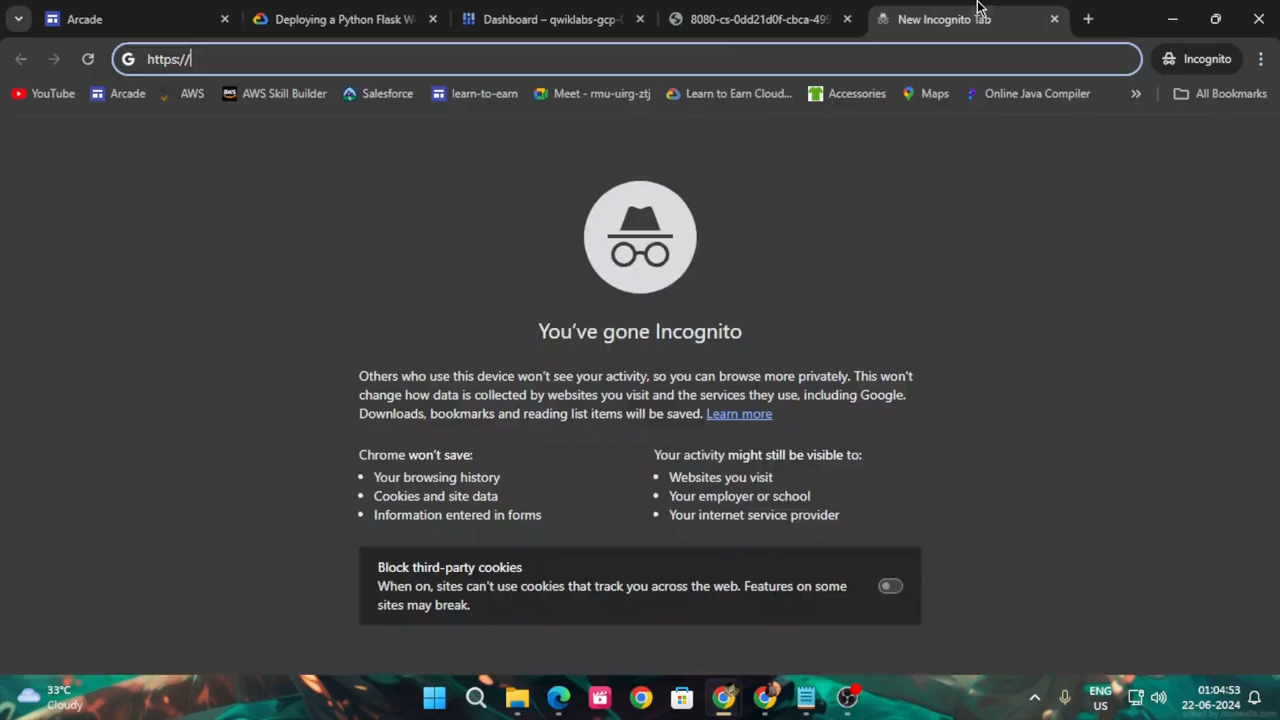 Arcade
Deploying a Python Flask W
Dashboard – qwiklabs-gcp-
8080-cs-0dd21d0f-cbca-499
New Incognito Tab
https://
Incognito
YouTube
Arcade
AWS
AWS Skill Builder
Salesforce
learn-to-earn
Meet - rmu-uirg-ztj
Learn to Earn Cloud...
Accessories
Maps
Online Java Compiler
All Bookmarks
You've gone Incognito
Others who use this device won't see your activity, so you can browse more privately. This won't
change how data is collected by websites you visit and the services they use, including Google.
Downloads, bookmarks and reading list items will be saved. Learn more
Chrome won't save:
Your browsing history
Cookies and site data
Information entered in forms
Your activity might still be visible to:
Websites you visit
Your employer or school
Your internet service provider
Block third-party cookies
When on, sites can't use cookies that track you across the web. Features on some
sites may break.
33°C
Cloudy
ENG
US
01:04:53
22-06-2024